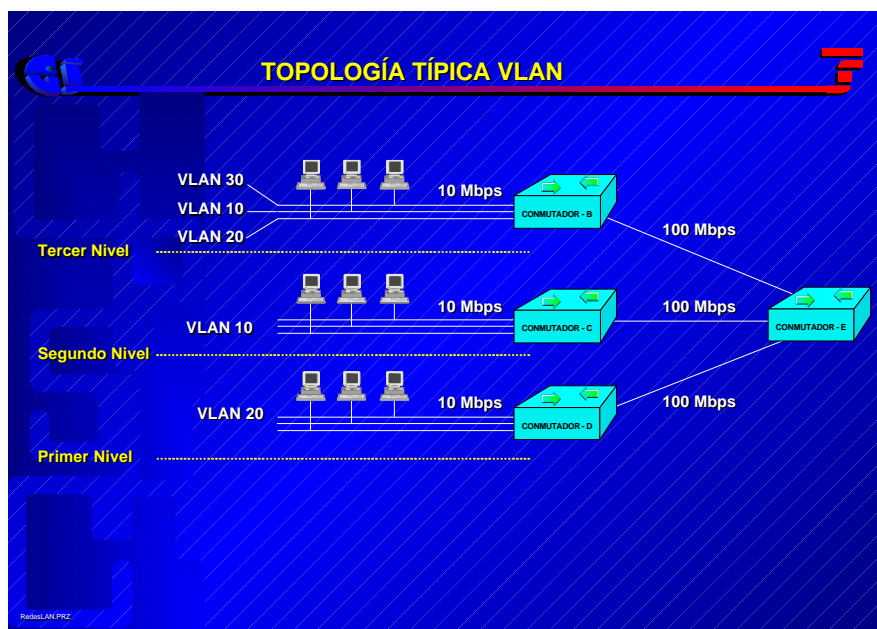 TOPOLOGÍA TÍPICA VLAN
VLAN 30
VLAN 10
VLAN 20
10 Mbps
CONMUTADOR - B
100 Mbps
Tercer Nivel
VLAN 10
10 Mbps
CONMUTADOR - C
100 Mbps
CONMUTADOR - E
Segundo Nivel
VLAN 20
10 Mbps
CONMUTADOR - D
100 Mbps
Primer Nivel
RedesLAN.PRZ